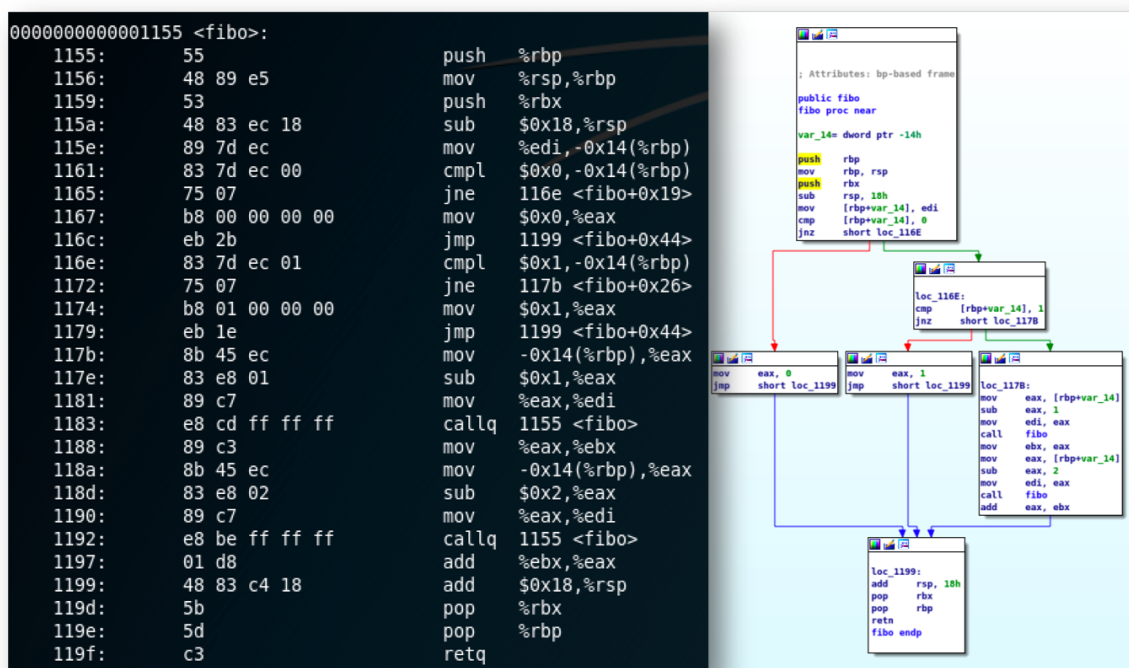 0000000000001155 <fibo>:
1155: 55 push %rbp
1156: 48 89 e5 mov %rsp,%rbp
1159: 53 push %rbx
115a: 48 83 ec 18 sub $0x18,%rsp
115e: 89 7d ec mov %edi,-0x14(%rbp)
1161: 83 7d ec 00 cmpl $0x0,-0x14(%rbp)
1165: 75 07 jne 116e <fibo+0x19>
1167: b8 00 00 00 00 mov $0x0,%eax
116c: eb 2b jmp 1199 <fibo+0x44>
116e: 83 7d ec 01 cmpl $0x1,-0x14(%rbp)
1172: 75 07 jne 117b <fibo+0x26>
1174: b8 01 00 00 00 mov $0x1,%eax
1179: eb 1e jmp 1199 <fibo+0x44>
117b: 8b 45 ec mov -0x14(%rbp),%eax
117e: 83 e8 01 sub $0x1,%eax
1181: 89 c7 mov %eax,%edi
1183: e8 cd ff ff ff callq 1155 <fibo>
1188: 89 c3 mov %eax,%ebx
118a: 8b 45 ec mov -0x14(%rbp),%eax
118d: 83 e8 02 sub $0x2,%eax
1190: 89 c7 mov %eax,%edi
1192: e8 be ff ff ff callq 1155 <fibo>
1197: 01 d8 add %ebx,%eax
1199: 48 83 c4 18 add $0x18,%rsp
119d: 5b pop %rbx
119e: 5d pop %rbp
119f: c3 retq
; Attributes: bp-based frame
public fibo
fibo proc near
var_14= dword ptr -14h
push rbp
mov rbp, rsp
push rbx
sub rsp, 18h
mov [rbp+var_14], edi
cmp [rbp+var_14], 0
jnz short loc_116E
loc_116E:
cmp [rbp+var_14], 1
jnz short loc_117B
mov eax, 0
jmp short loc_1199
mov eax, 1
jmp short loc_1199
loc_117B:
mov eax, [rbp+var_14]
sub eax, 1
mov edi, eax
call fibo
mov ebx, eax
mov eax, [rbp+var_14]
sub eax, 2
mov edi, eax
call fibo
add eax, ebx
loc_1199:
add rsp, 18h
pop rbx
pop rbp
retn
fibo endp